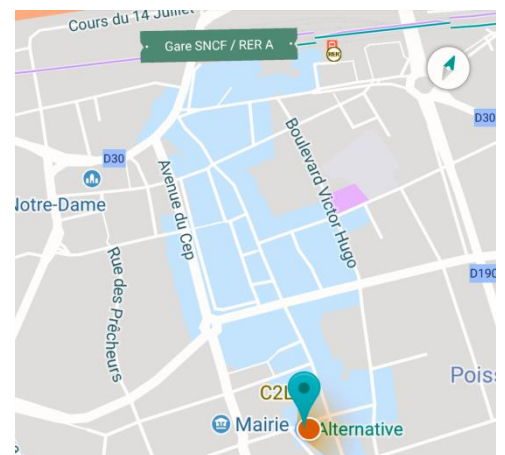 Cours du 14 Juillet
Gare SNCF / RER A
RER
D30
D30
Boulevard Victor Hugo
Notre-Dame
Avenue du Cep
Rue des Prêcheurs
D190
Poiss
C2L
Mairie
Alternative